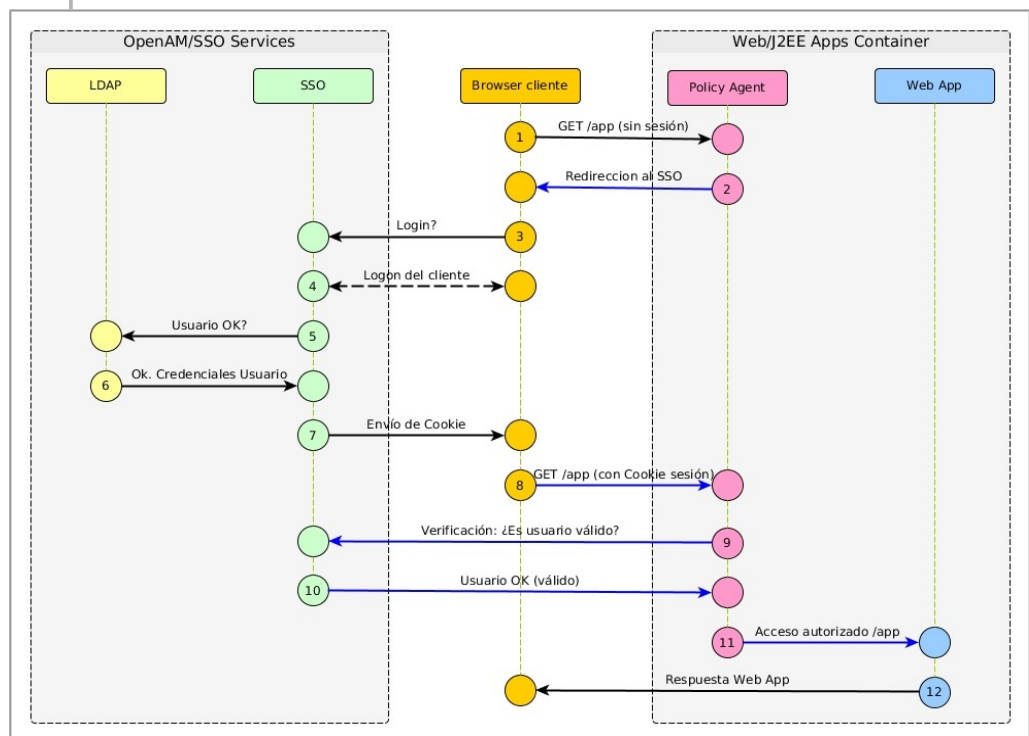 OpenAM/SSO Services
Web/J2EE Apps Container
LDAP
SSO
Browser cliente
Policy Agent
Web App
GET /app (sin sesión)
1
Redireccion al SSO
2
Login?
3
Logon del cliente
4
Usuario OK?
5
Ok. Credenciales Usuario
6
Envío de Cookie
7
GET /app (con Cookie sesión)
8
Verificación: ¿Es usuario válido?
9
Usuario OK (válido)
10
Acceso autorizado /app
11
Respuesta Web App
12